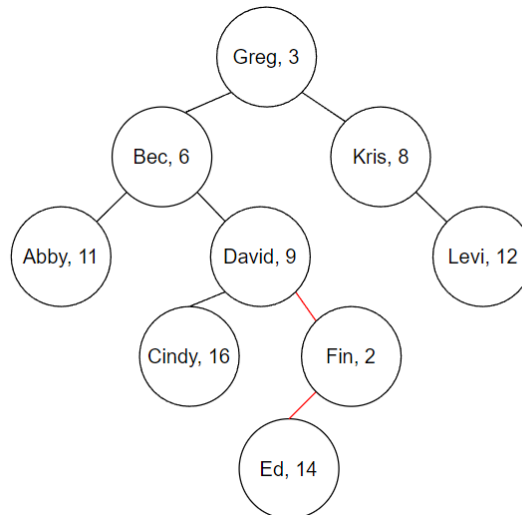 Greg, 3
Bec, 6
Kris, 8
Abby, 11
David, 9
Levi, 12
Cindy, 16
Fin, 2
Ed, 14